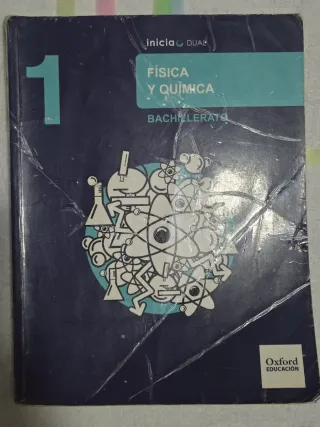 inicia DUAL
1
FÍSICA
Y QUÍMICA
BACHILLERATO
Oxford
EDUCACIÓN